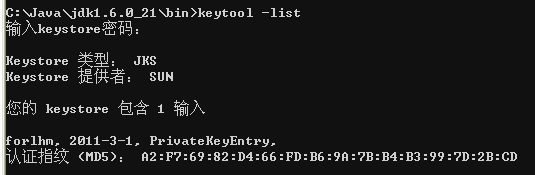 C:\Java\jdk1.6.0_21\bin>keytool -list
输入keystore密码:
Keystore 类型: JKS
Keystore 提供者: SUN
您的 keystore 包含 1 输入
forlhm, 2011-3-1, PrivateKeyEntry,
认证指纹 (MD5): A2:F7:69:82:D4:66:FD:B6:9A:7B:B4:B3:99:7D:2B:CD